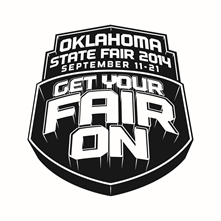 OKLAHOMA
STATE FAIR 2014
SEPTEMBER 11-21
GET YOUR
FAIR
ON